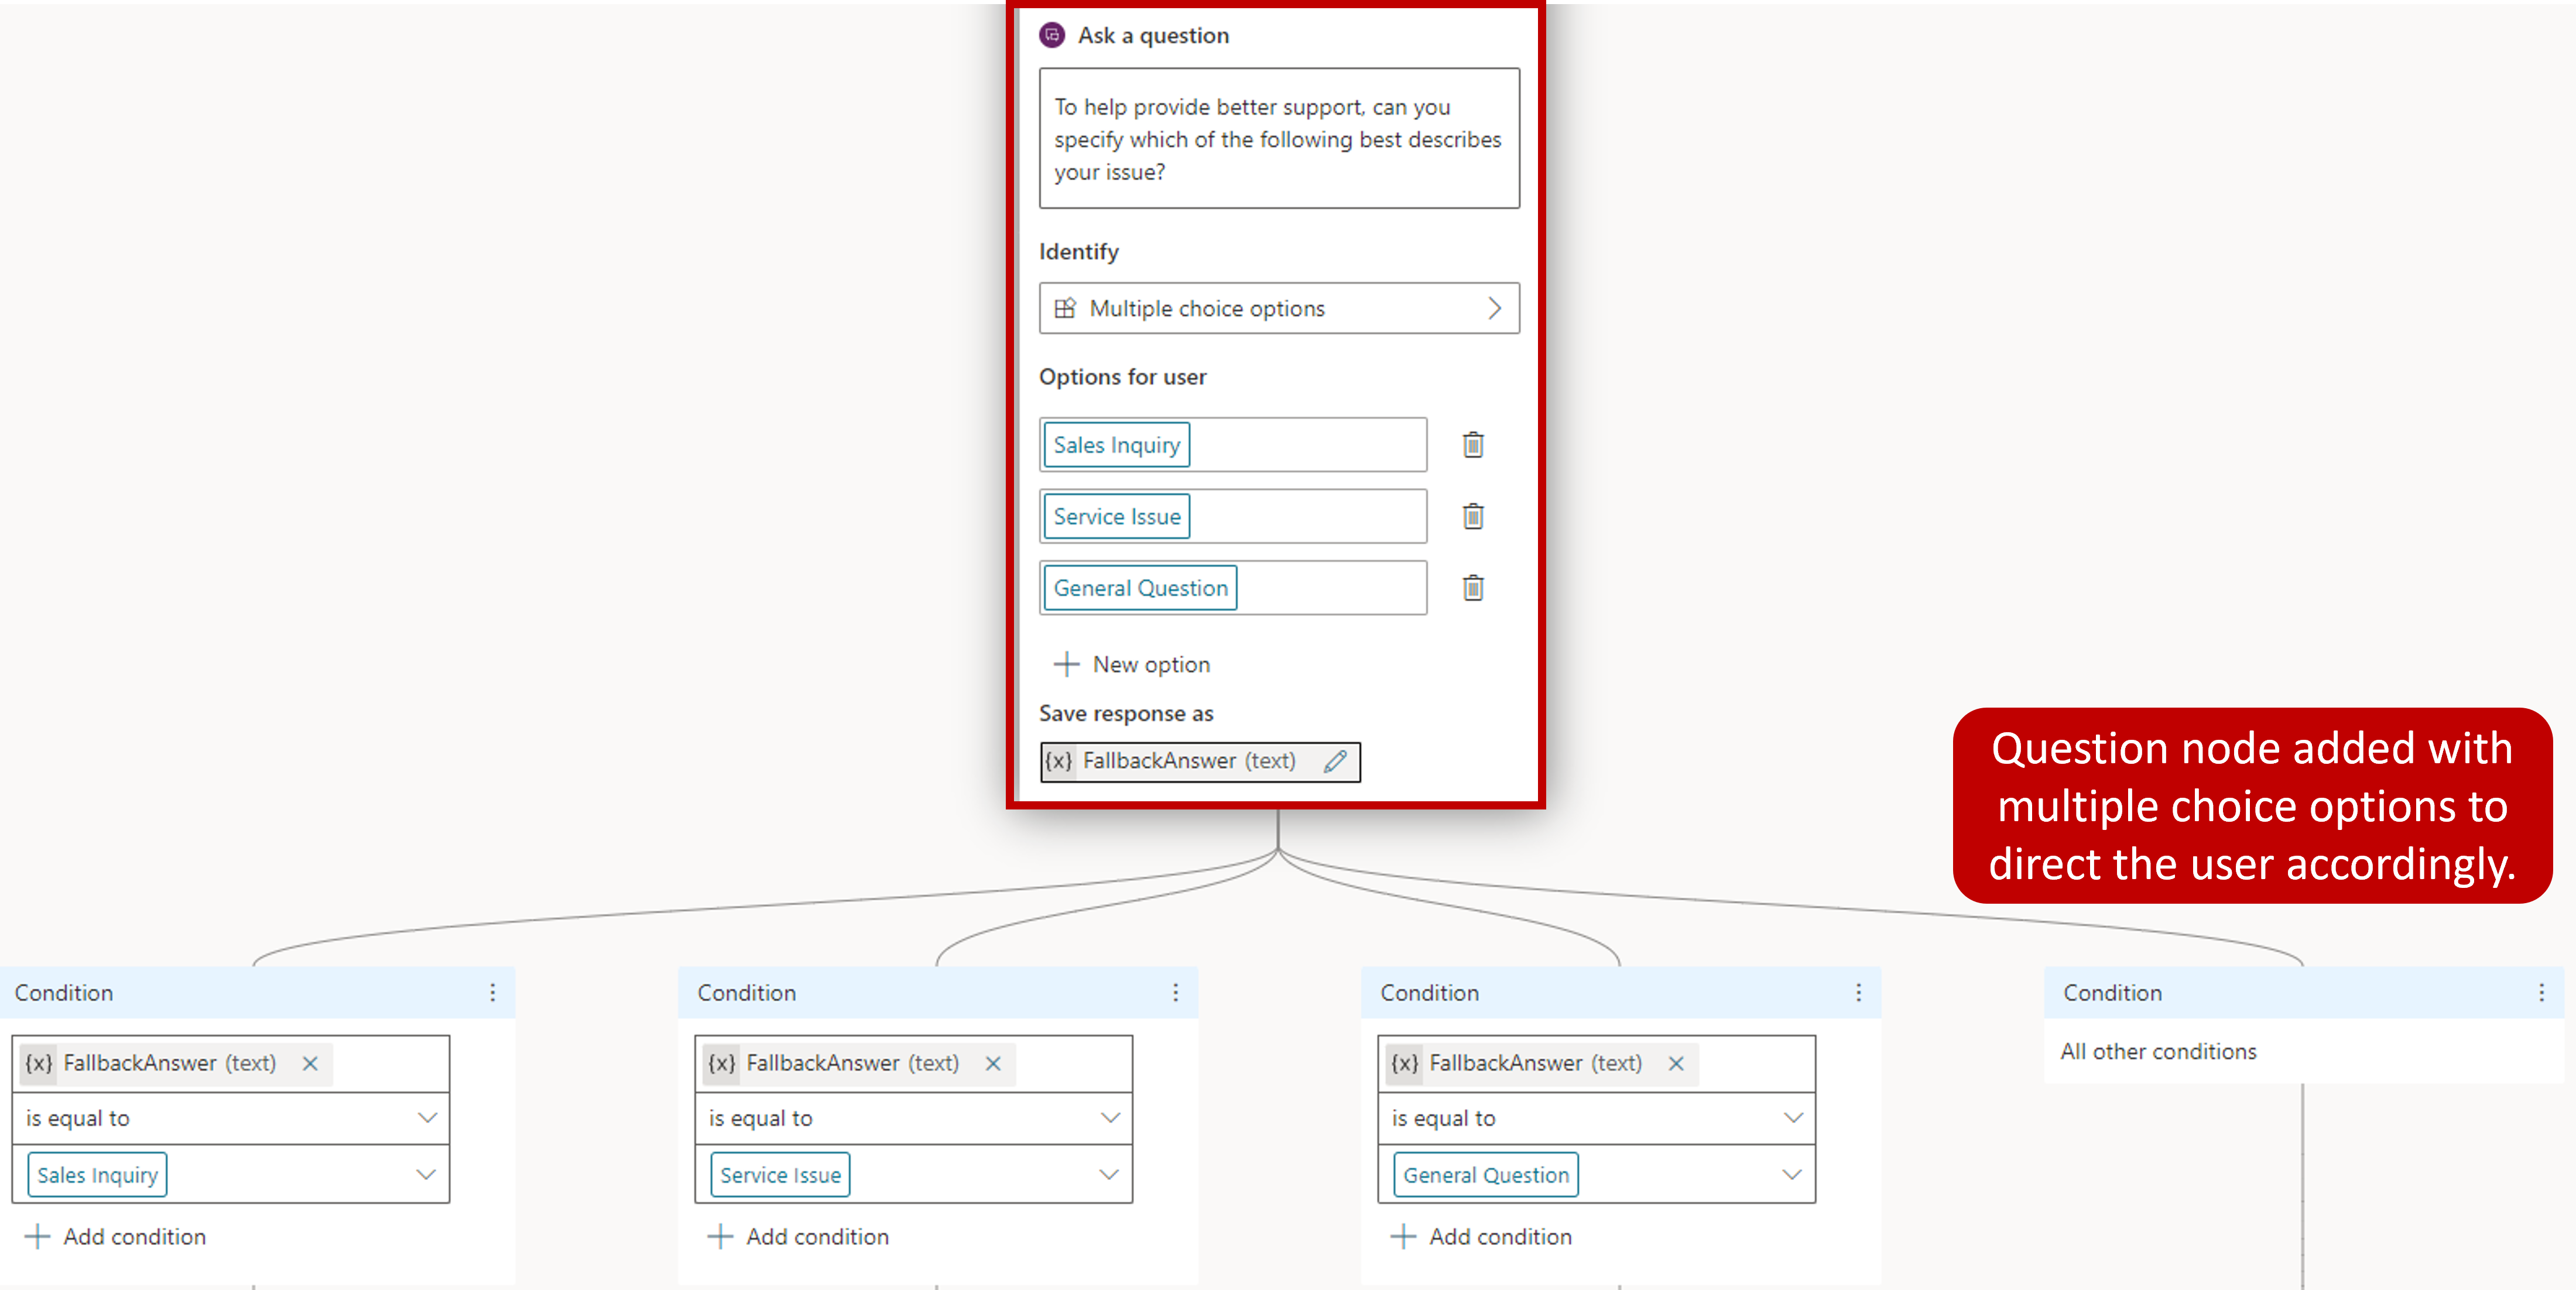 Ask a question
To help provide better support, can you
specify which of the following best describes
your issue?
Identify
Multiple choice options
Options for user
Sales Inquiry
Service Issue
General Question
New option
Save response as
{x} FallbackAnswer (text)
Question node added with
multiple choice options to
direct the user accordingly.
Condition
{x} FallbackAnswer (text)
is equal to
Sales Inquiry
Add condition
Condition
{x} FallbackAnswer (text)
is equal to
Service Issue
Add condition
Condition
{x} FallbackAnswer (text)
is equal to
General Question
Add condition
Condition
All other conditions